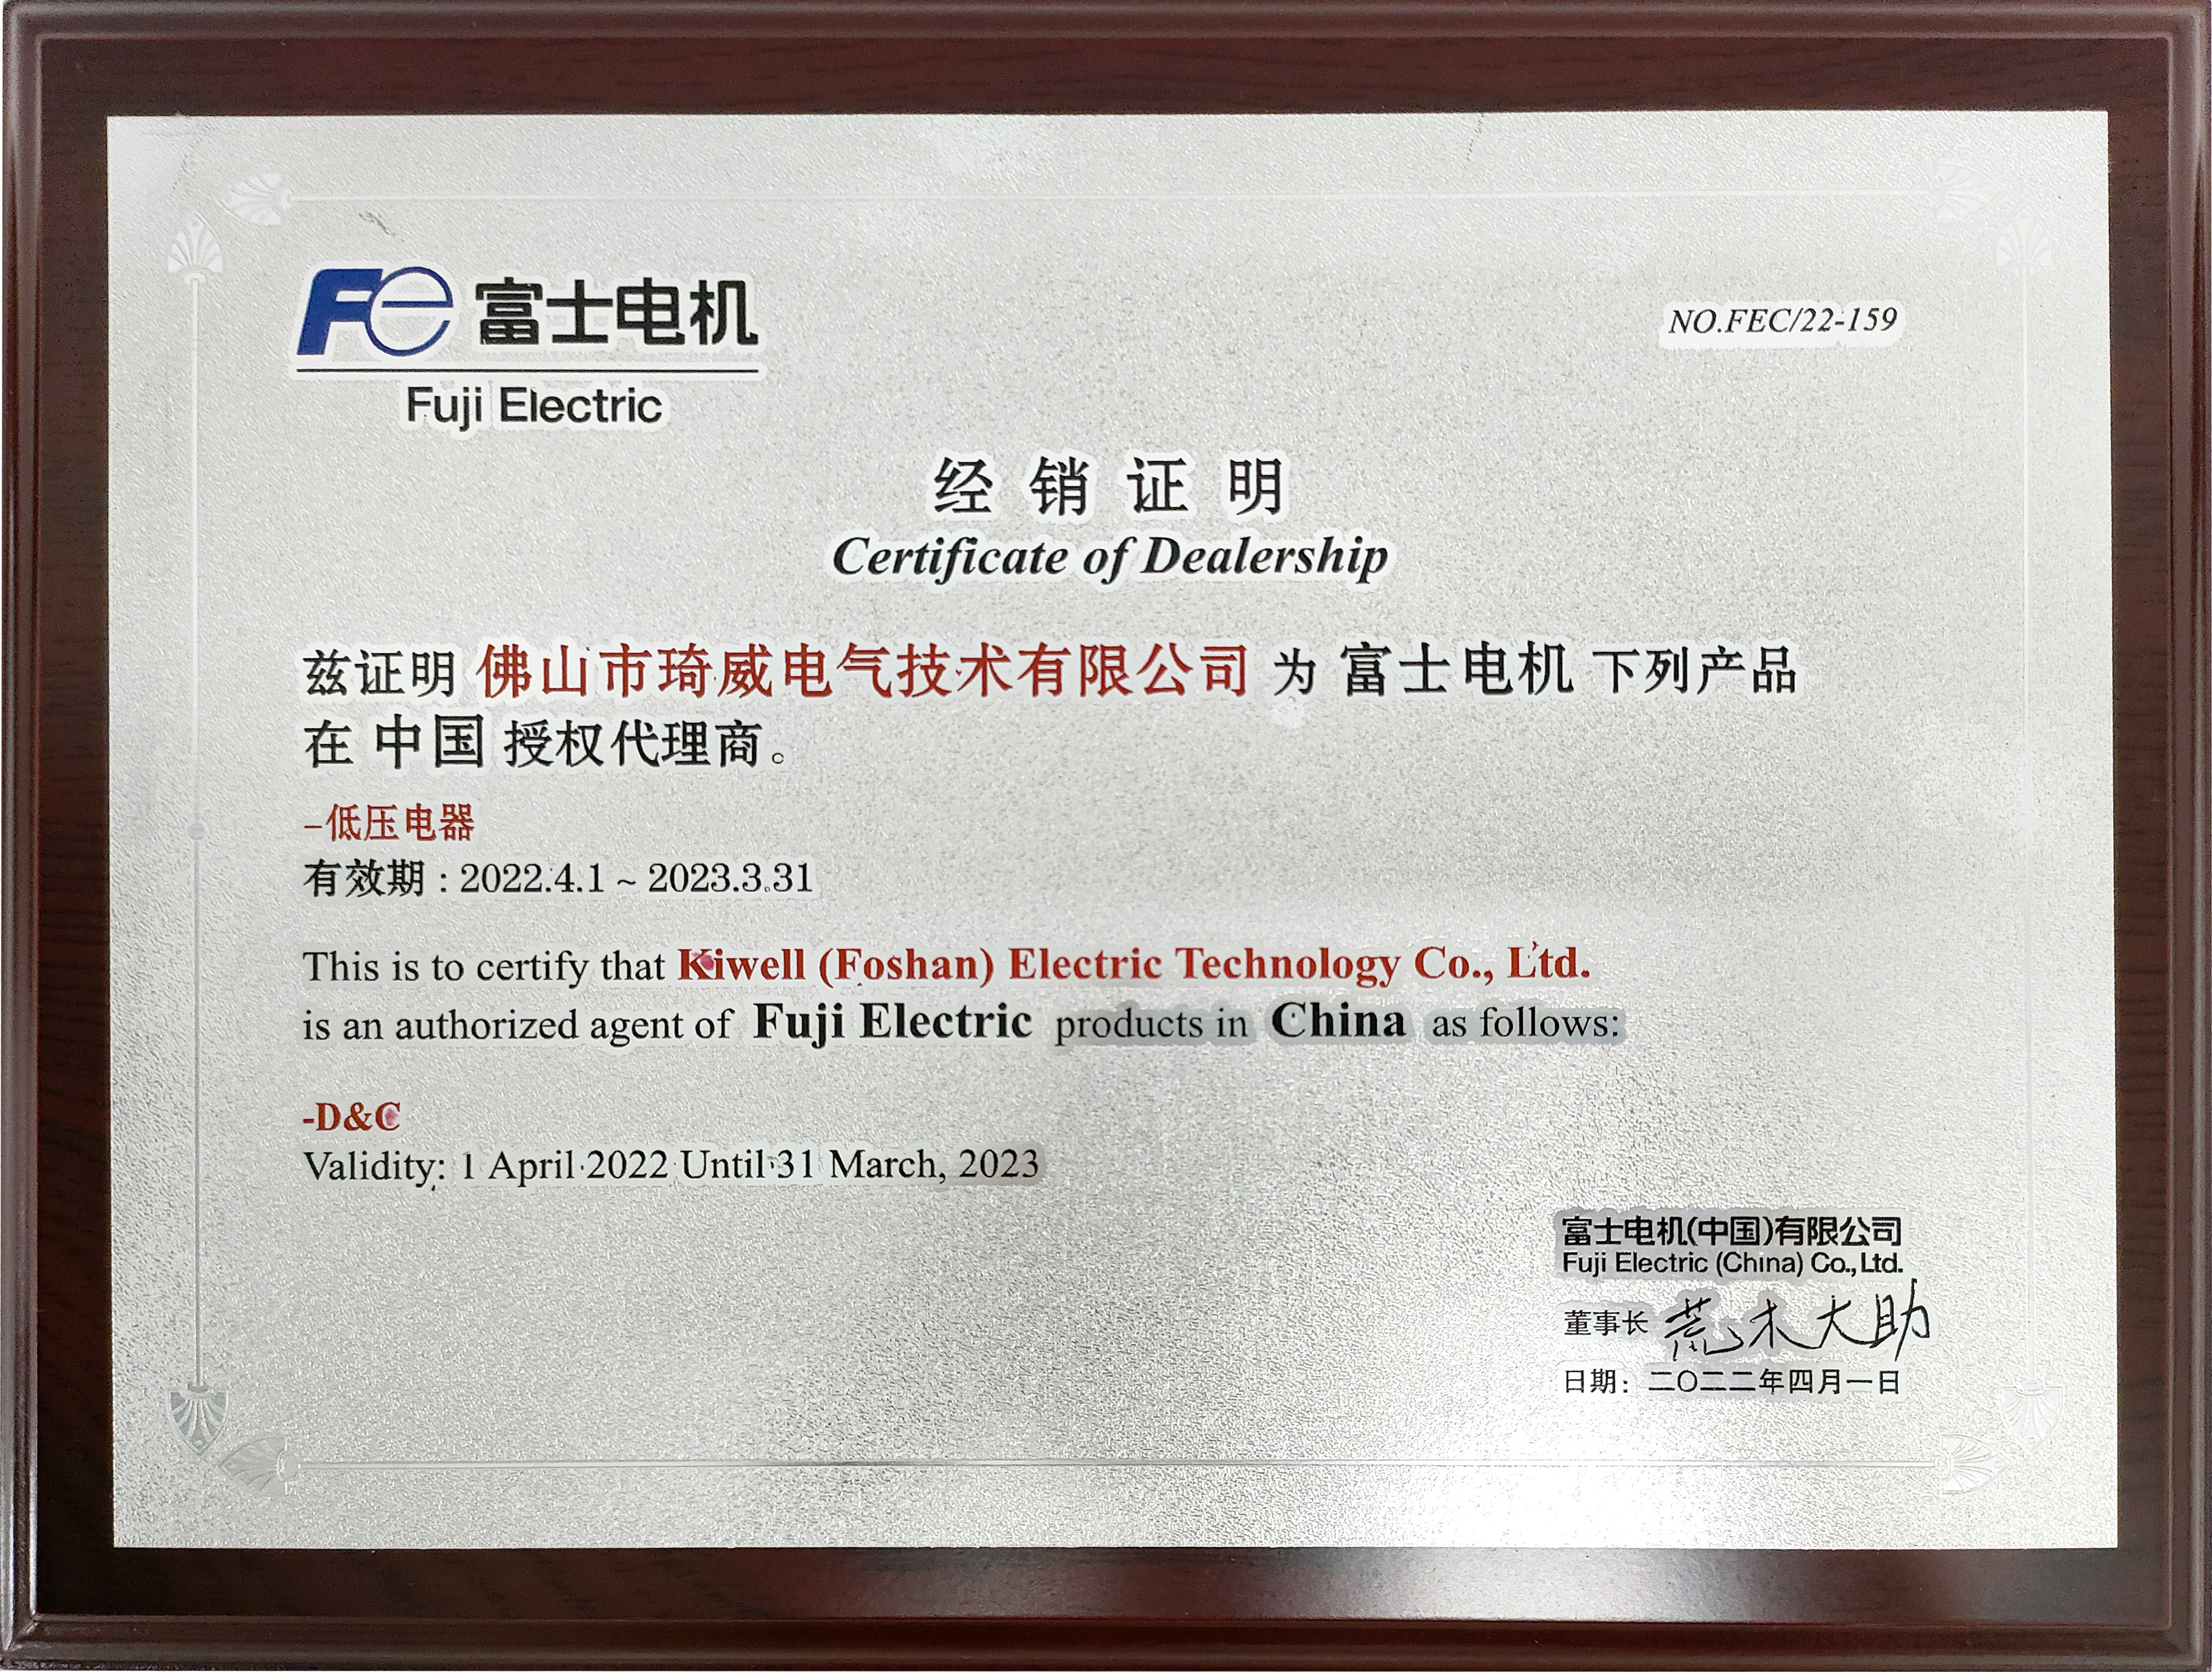 Fe 富士电机
Fuji Electric
NO.FEC/22-159
经销证明
Certificate of Dealership
兹证明 佛山市琦威电气技术有限公司 为 富士电机 下列产品
在 中国 授权代理商。
–低压电器
有效期 : 2022.4.1 ~ 2023.3.31
This is to certify that Kiwell (Foshan) Electric Technology Co., Ltd.
is an authorized agent of Fuji Electric products in China as follows:
-D&C
Validity: 1 April 2022 Until 31 March, 2023
富士电机(中国)有限公司
Fuji Electric (China) Co., Ltd.
董事长 荒木大助
日期：二〇二二年四月一日